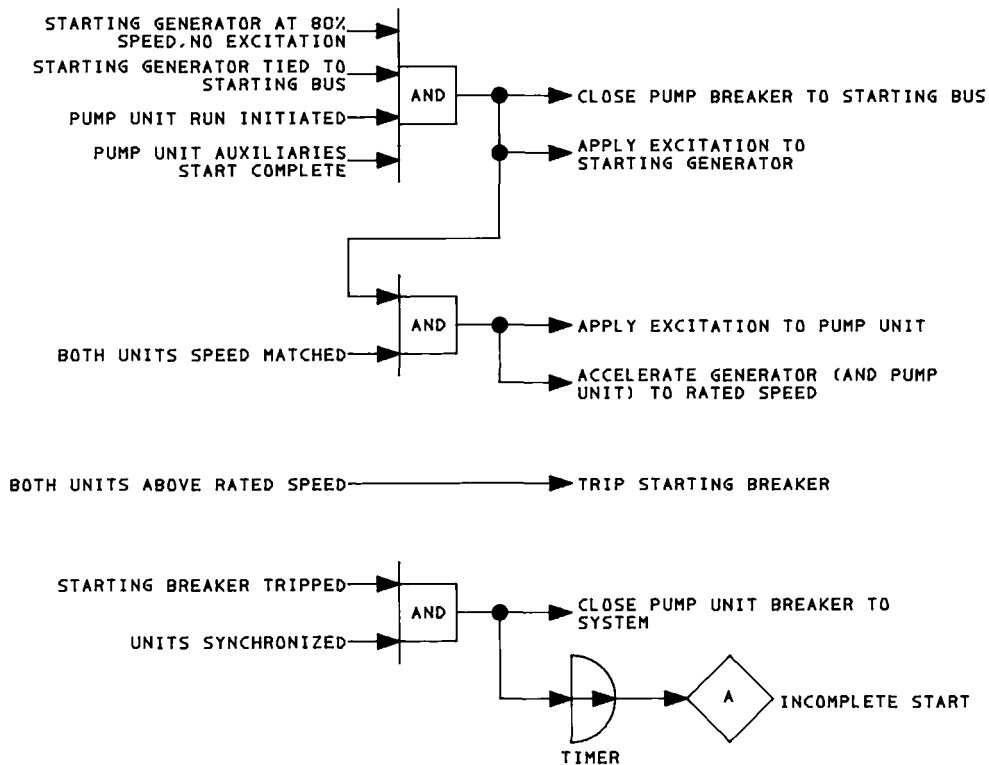 STARTING GENERATOR AT 80%
SPEED.NO EXCITATION
STARTING GENERATOR TIED TO
STARTING BUS
PUMP UNIT RUN INITIATED
PUMP UNIT AUXILIARIES
START COMPLETE
AND
CLOSE PUMP BREAKER TO STARTING BUS
APPLY EXCITATION TO
STARTING GENERATOR
BOTH UNITS SPEED MATCHED
AND
APPLY EXCITATION TO PUMP UNIT
ACCELERATE GENERATOR (AND PUMP
UNIT) TO RATED SPEED
BOTH UNITS ABOVE RATED SPEED
TRIP STARTING BREAKER
STARTING BREAKER TRIPPED
UNITS SYNCHRONIZED
AND
CLOSE PUMP UNIT BREAKER TO
SYSTEM
TIMER
A
INCOMPLETE START